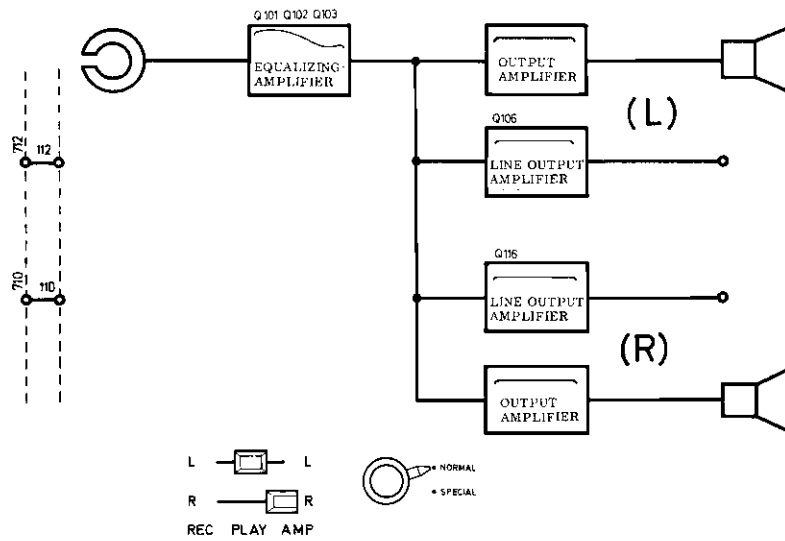 Q101 Q102 Q103
EQUALIZING
AMPLIFIER
OUTPUT
AMPLIFIER
(L)
712
112
Q106
LINE OUTPUT
AMPLIFIER
710
110
Q116
LINE OUTPUT
AMPLIFIER
(R)
OUTPUT
AMPLIFIER
L L
R R
REC PLAY AMP
• NORMAL
• SPECIAL